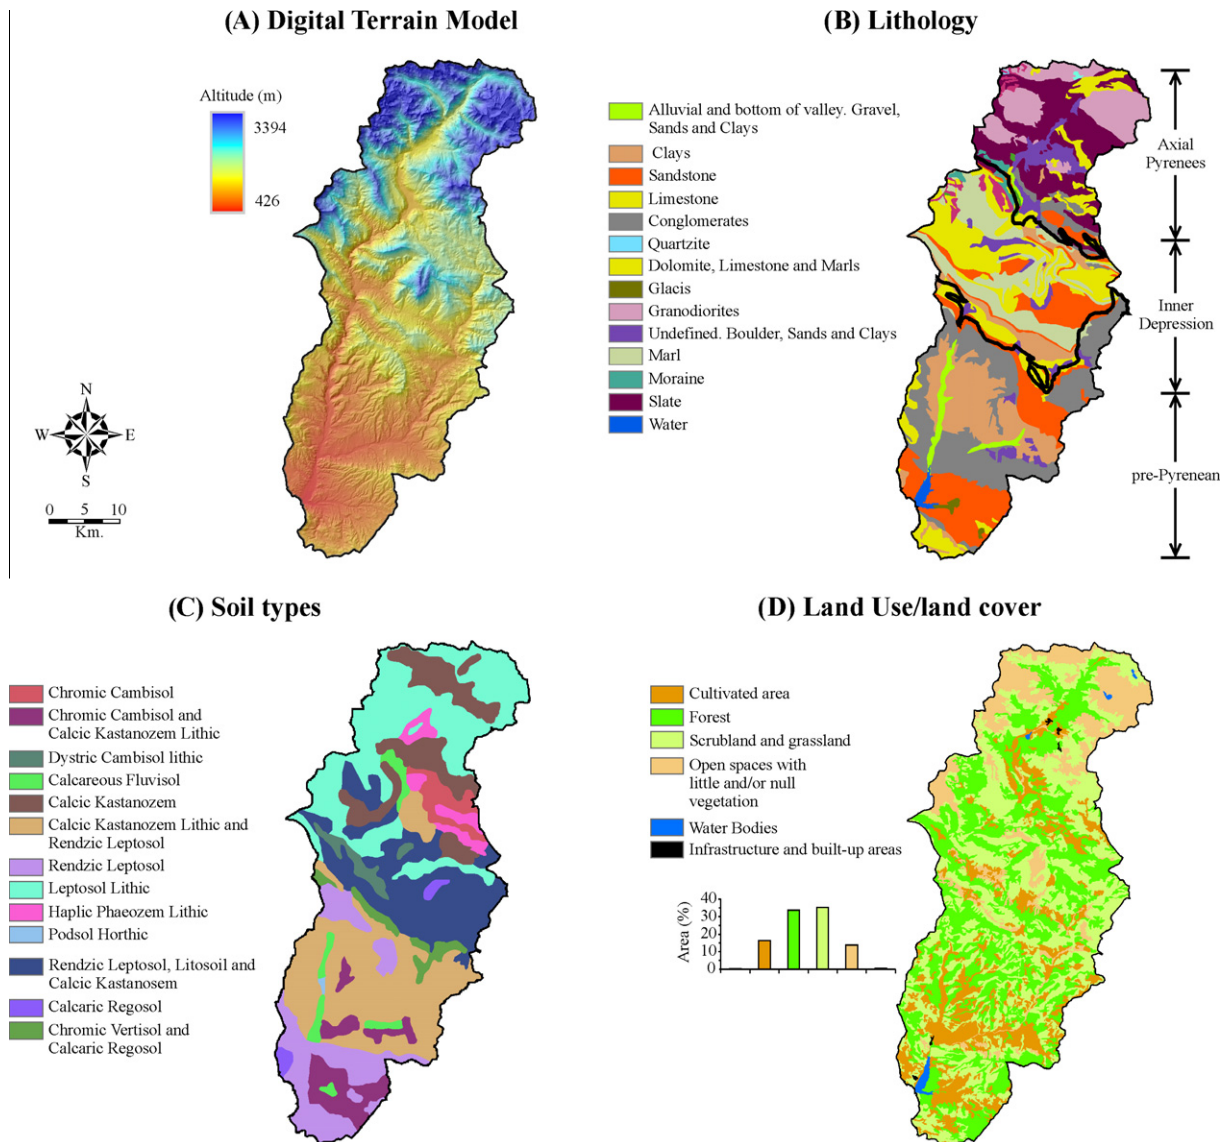 (A) Digital Terrain Model
Altitude (m)
3394
426
N
W
E
S
0 5 10
Km.
(B) Lithology
Alluvial and bottom of valley. Gravel,
Sands and Clays
Clays
Sandstone
Limestone
Conglomerates
Quartzite
Dolomite, Limestone and Marls
Glacis
Granodiorites
Undefined. Boulder, Sands and Clays
Marl
Moraine
Slate
Water
Axial
Pyrenees
Inner
Depression
pre-Pyrenean
(C) Soil types
Chromic Cambisol
Chromic Cambisol and
Calcic Kastanozem Lithic
Dystric Cambisol lithic
Calcareous Fluvisol
Calcic Kastanozem
Calcic Kastanozem Lithic and
Rendzic Leptosol
Rendzic Leptosol
Leptosol Lithic
Haplic Phaeozem Lithic
Podsol Horthic
Rendzic Leptosol, Litosoil and
Calcic Kastanosem
Calcaric Regosol
Chromic Vertisol and
Calcaric Regosol
(D) Land Use/land cover
Cultivated area
Forest
Scrubland and grassland
Open spaces with
little and/or null
vegetation
Water Bodies
Infrastructure and built-up areas
Area (%)
40
30
20
10
0